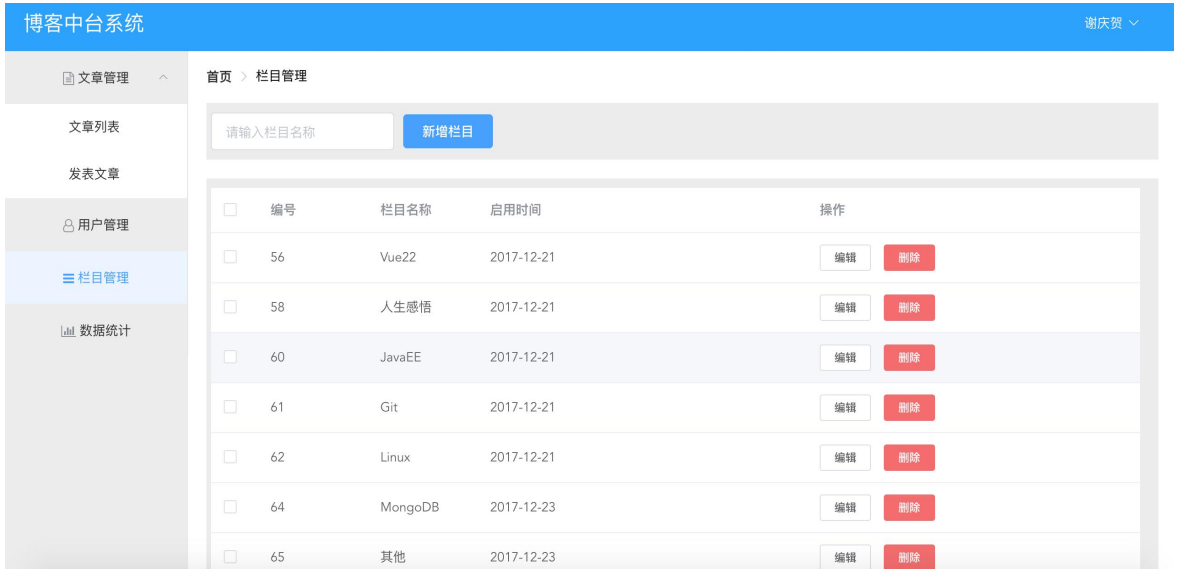 博客中台系统 谢庆贺
文章管理
文章列表
发表文章
用户管理
栏目管理
数据统计
首页 > 栏目管理
请输入栏目名称 新增栏目
编号 栏目名称 启用时间 操作
56 Vue22 2017-12-21 编辑 删除
58 人生感悟 2017-12-21 编辑 删除
60 JavaEE 2017-12-21 编辑 删除
61 Git 2017-12-21 编辑 删除
62 Linux 2017-12-21 编辑 删除
64 MongoDB 2017-12-23 编辑 删除
65 其他 2017-12-23 编辑 删除